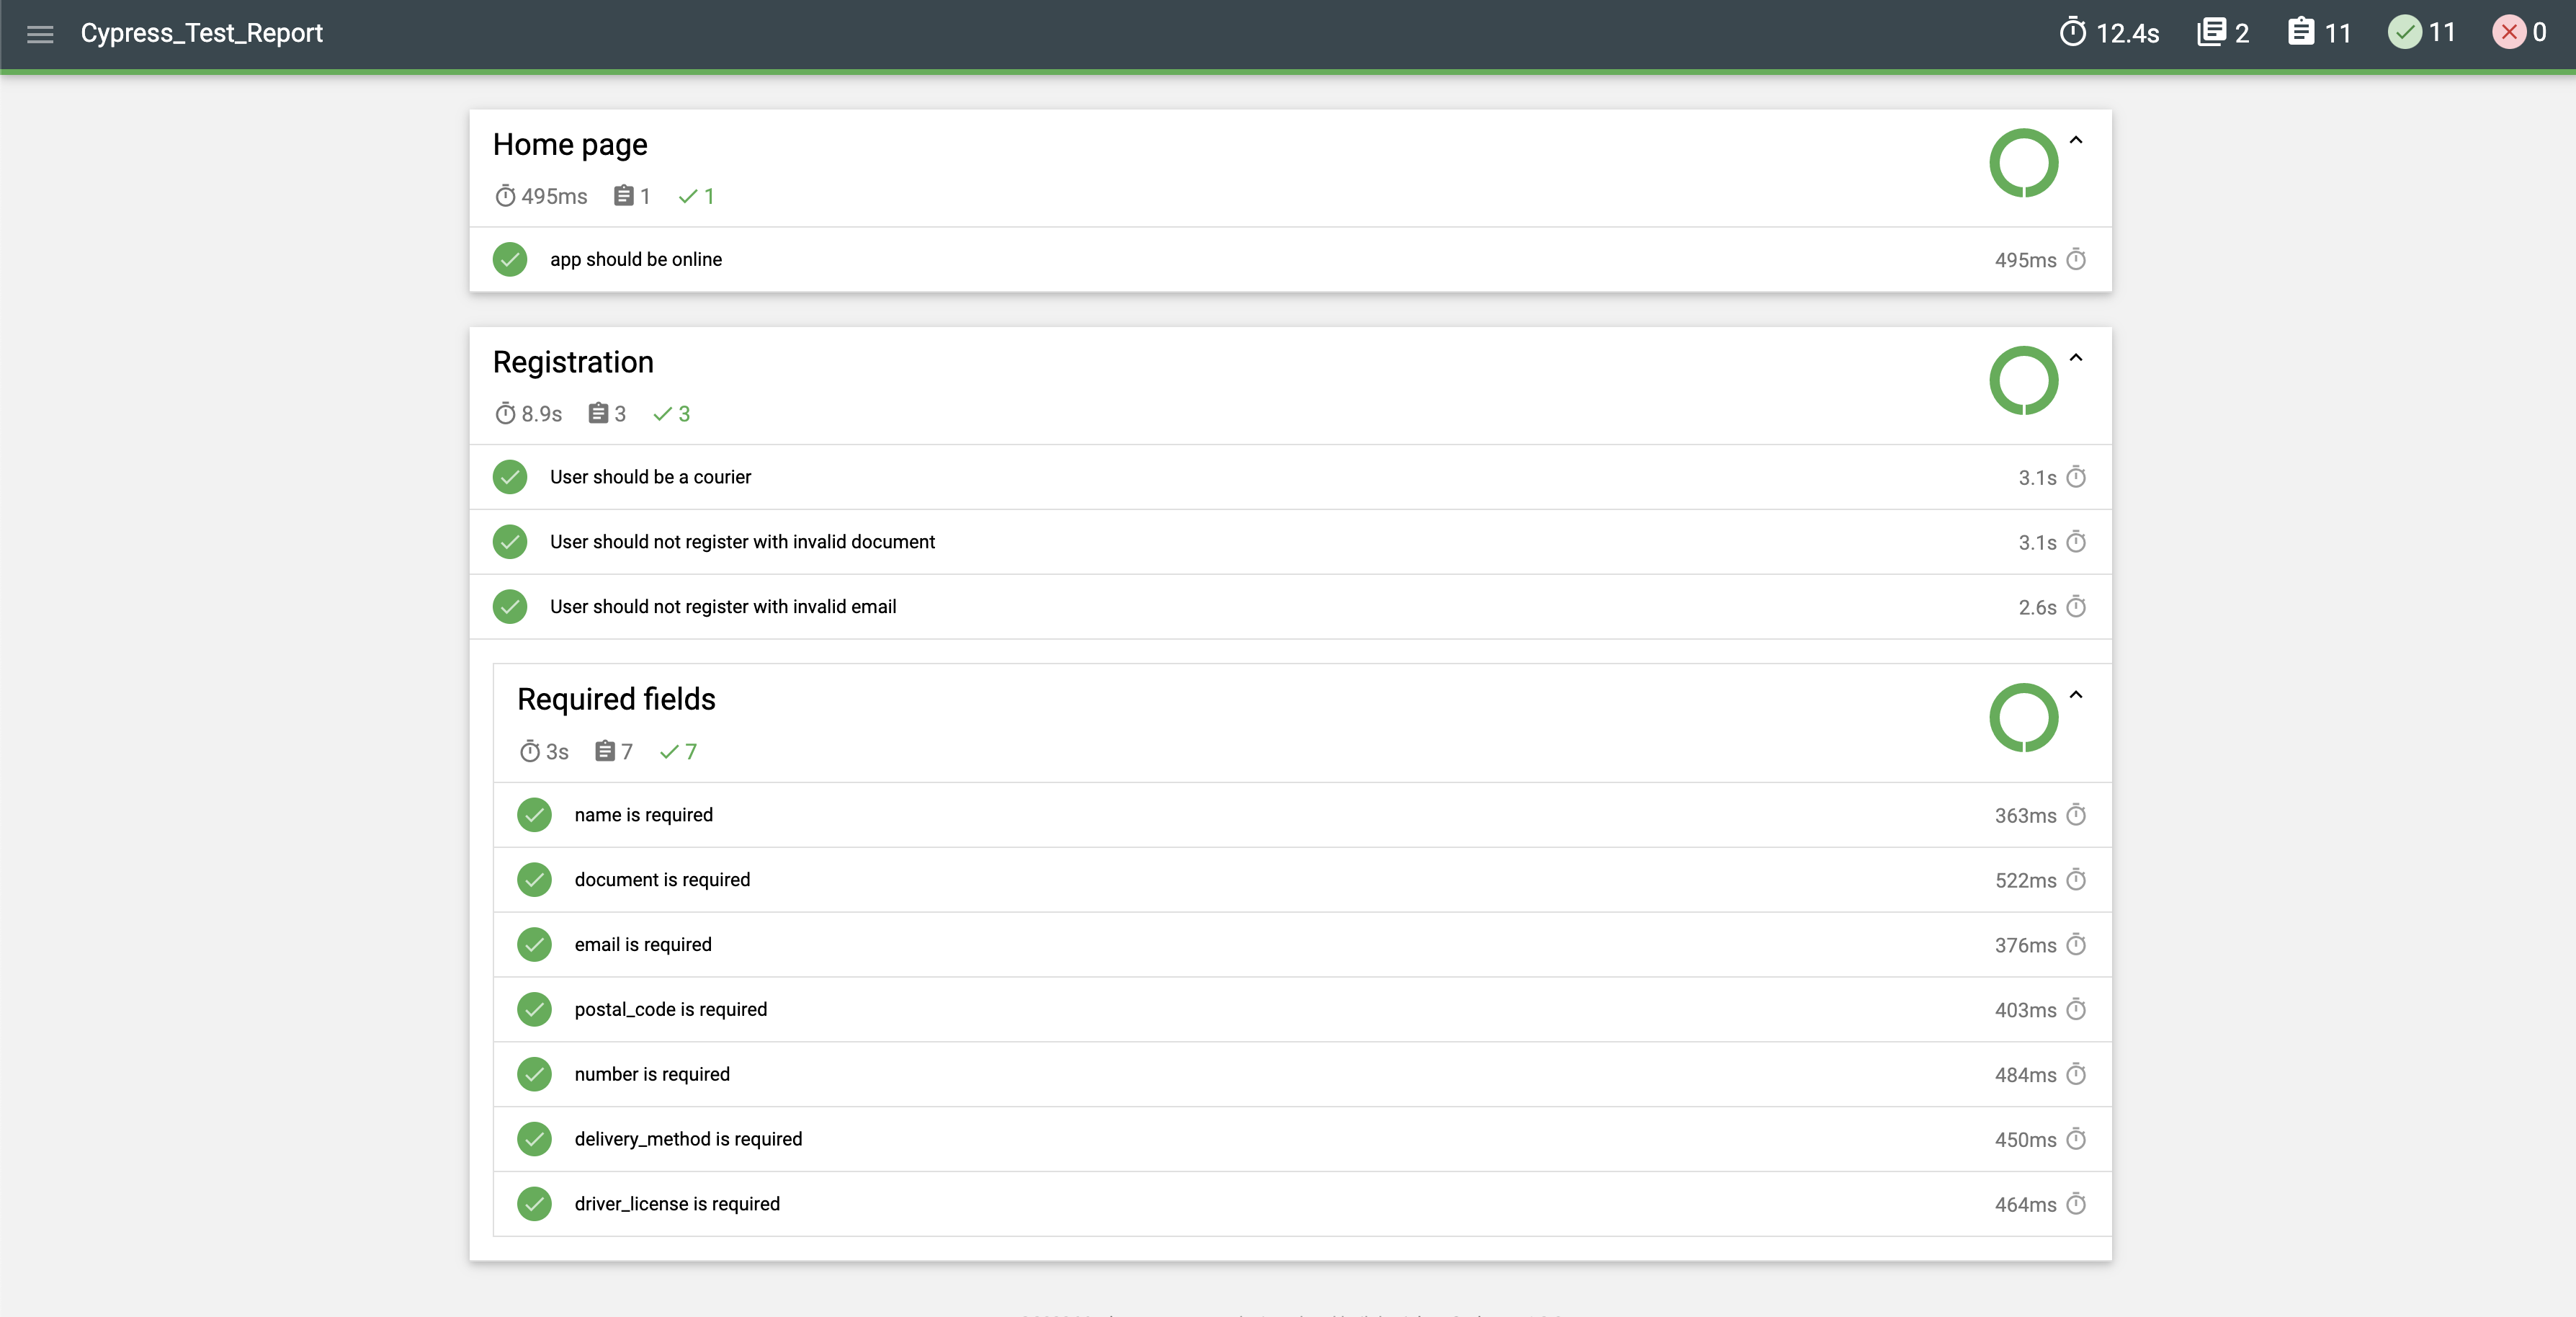 Cypress_Test_Report 12.4s 2 11 11 0
Home page
495ms 1 1
app should be online 495ms
Registration
8.9s 3 3
User should be a courier 3.1s
User should not register with invalid document 3.1s
User should not register with invalid email 2.6s
Required fields
3s 7 7
name is required 363ms
document is required 522ms
email is required 376ms
postal_code is required 403ms
number is required 484ms
delivery_method is required 450ms
driver_license is required 464ms